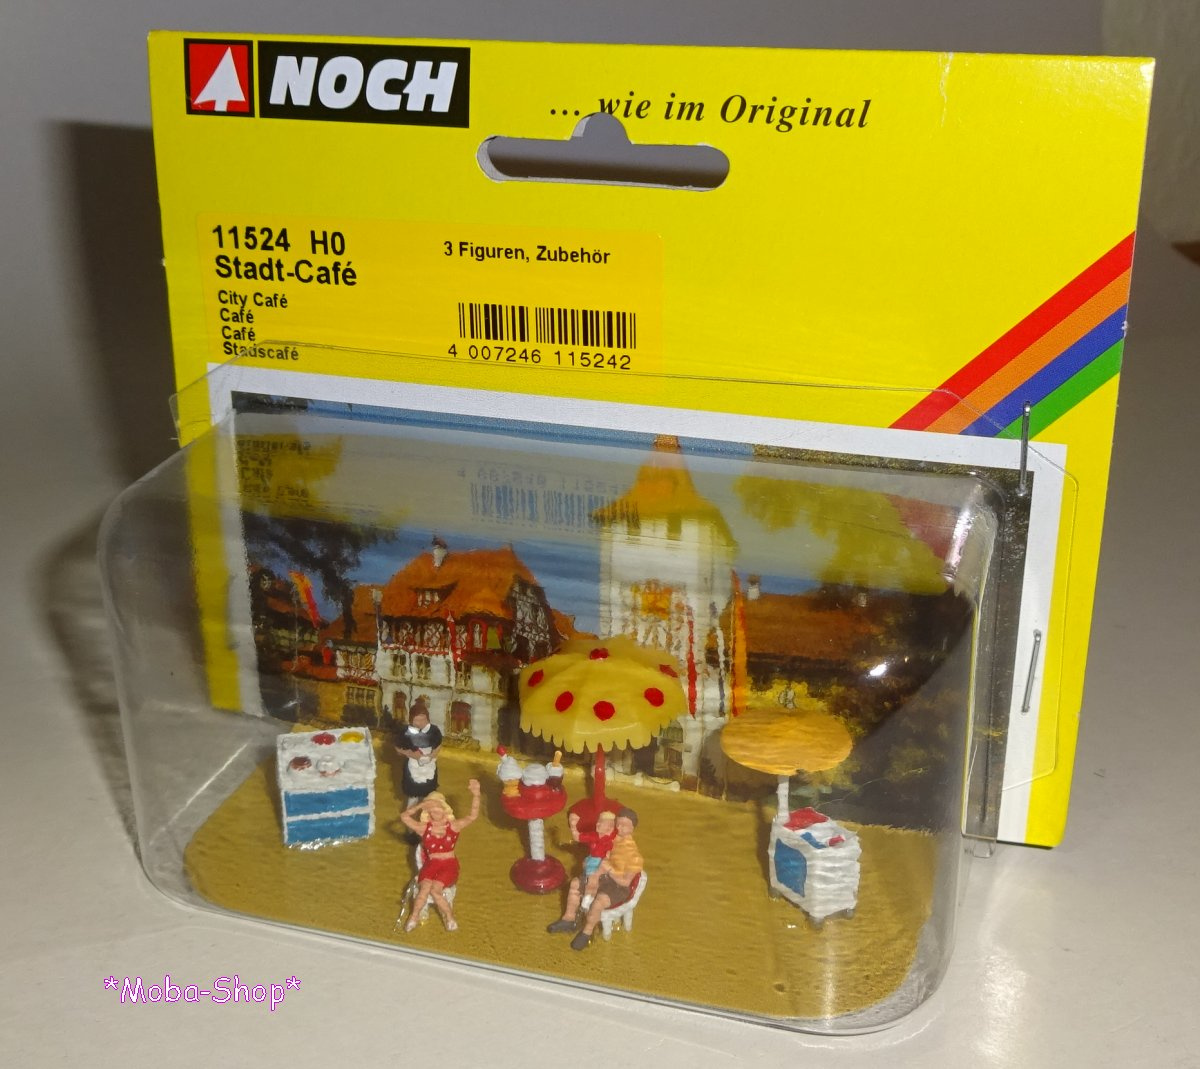 NOCH
... wie im Original
11524 H0
Stadt-Café
3 Figuren, Zubehör
City Café
Café
Café
Stadscafé
4 007246 115242
*Moba-Shop*